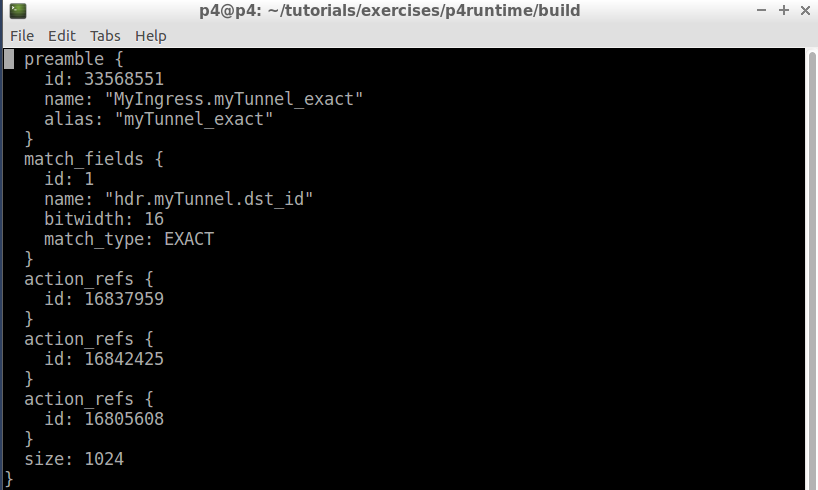 p4@p4: ~/tutorials/exercises/p4runtime/build
File Edit Tabs Help
preamble {
id: 33568551
name: "MyIngress.myTunnel_exact"
alias: "myTunnel_exact"
}
match_fields {
id: 1
name: "hdr.myTunnel.dst_id"
bitwidth: 16
match_type: EXACT
}
action_refs {
id: 16837959
}
action_refs {
id: 16842425
}
action_refs {
id: 16805608
}
size: 1024
}